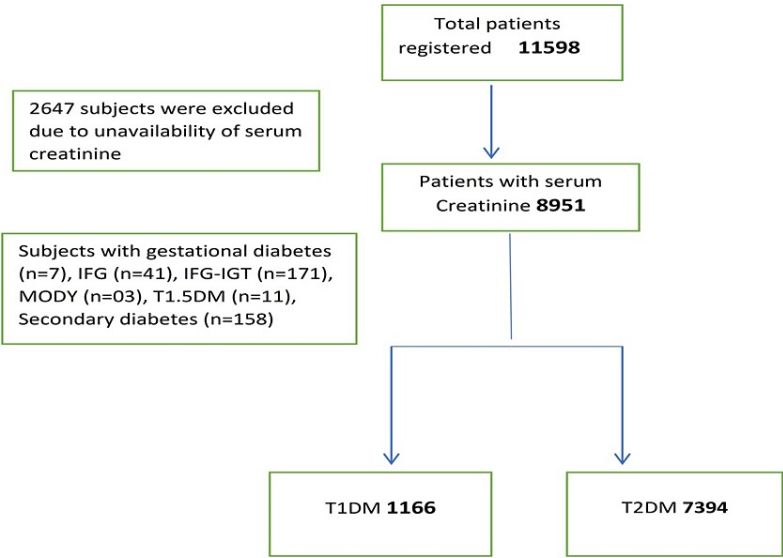 Total patients
registered 11598
2647 subjects were excluded
due to unavailability of serum
creatinine
Patients with serum
Creatinine 8951
Subjects with gestational diabetes
(n=7), IFG (n=41), IFG-IGT (n=171),
MODY (n=03), T1.5DM (n=11),
Secondary diabetes (n=158)
T1DM 1166
T2DM 7394